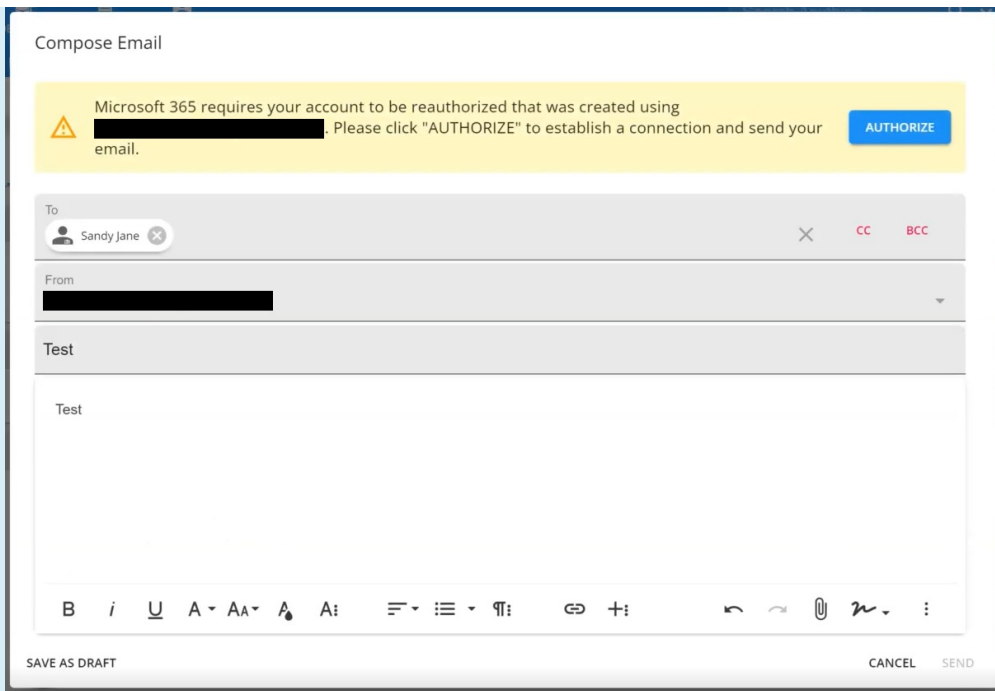 Compose Email
Microsoft 365 requires your account to be reauthorized that was created using
. Please click "AUTHORIZE" to establish a connection and send your
email.
AUTHORIZE
To
Sandy Jane
CC
BCC
From
Test
Test
B i U A AA A A
SAVE AS DRAFT
CANCEL
SEND